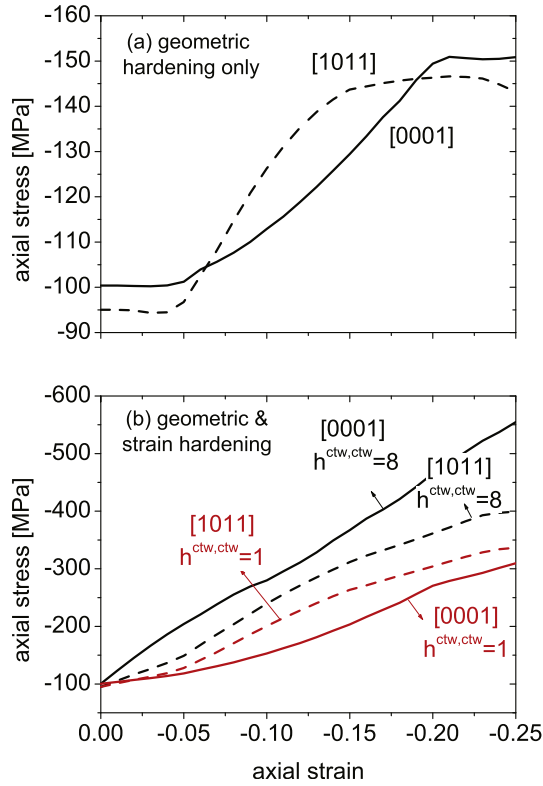 -160
-150
-140
-130
-120
-110
-100
-90
axial stress [MPa]
(a) geometric
hardening only
[1011]
[0001]
-600
-500
-400
-300
-200
-100
axial stress [MPa]
(b) geometric &
strain hardening
[0001]
h^ctw,ctw=8
[1011]
h^ctw,ctw=8
[1011]
h^ctw,ctw=1
[0001]
h^ctw,ctw=1
0.00 -0.05 -0.10 -0.15 -0.20 -0.25
axial strain